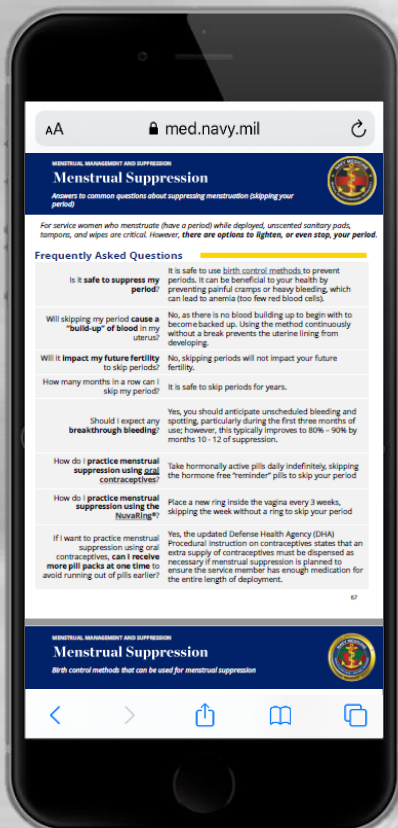 AA med.navy.mil
MENSTRUAL MANAGEMENT AND SUPPRESSION
Menstrual Suppression
Answers to common questions about suppressing menstruation (skipping your
period)
For service women who menstruate (have a period) while deployed, unscented sanitary pads,
tampons, and wipes are critical. However, there are options to lighten, or even stop, your period.
Frequently Asked Questions
Is it safe to suppress my
period?
It is safe to use birth control methods to prevent
periods. It can be beneficial to your health by
preventing painful cramps or heavy bleeding, which
can lead to anemia (too few red blood cells).
Will skipping my period cause a
"build-up" of blood in my
uterus?
No, as there is no blood building up to begin with to
become backed up. Using the method continuously
without a break prevents the uterine lining from
developing.
Will it impact my future fertility
to skip periods?
No, skipping periods will not impact your future
fertility.
How many months in a row can I
skip my period?
It is safe to skip periods for years.
Should I expect any
breakthrough bleeding?
Yes, you should anticipate unscheduled bleeding and
spotting, particularly during the first three months of
use; however, this typically improves to 80% – 90% by
months 10 - 12 of suppression.
How do I practice menstrual
suppression using oral
contraceptives?
Take hormonally active pills daily indefinitely, skipping
the hormone free "reminder" pills to skip your period
How do I practice menstrual
suppression using the
NuvaRing®?
Place a new ring inside the vagina every 3 weeks,
skipping the week without a ring to skip your period
If I want to practice menstrual
suppression using oral
contraceptives, can I receive
more pill packs at one time to
avoid running out of pills earlier?
Yes, the updated Defense Health Agency (DHA)
Procedural Instruction on contraceptives states that an
extra supply of contraceptives must be dispensed as
necessary if menstrual suppression is planned to
ensure the service member has enough medication for
the entire length of deployment.
67
MENSTRUAL MANAGEMENT AND SUPPRESSION
Menstrual Suppression
Birth control methods that can be used for menstrual suppression